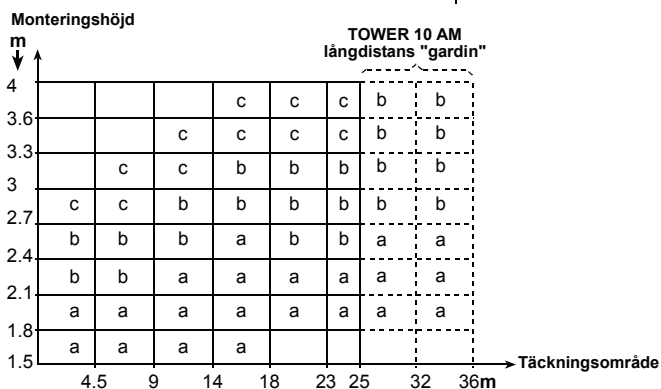 Monteringshöjd
m
TOWER 10 AM
långdistans "gardin"
4
c c c b b
3.6
c c c c b b
3.3
c c b b b b b
3
c c b b b b b b
2.7
b b b a b b a a
2.4
b b a a a a a a
2.1
a a a a a a a a
1.8
a a a a
1.5
Täckningsområde
4.5 9 14 18 23 25 32 36m